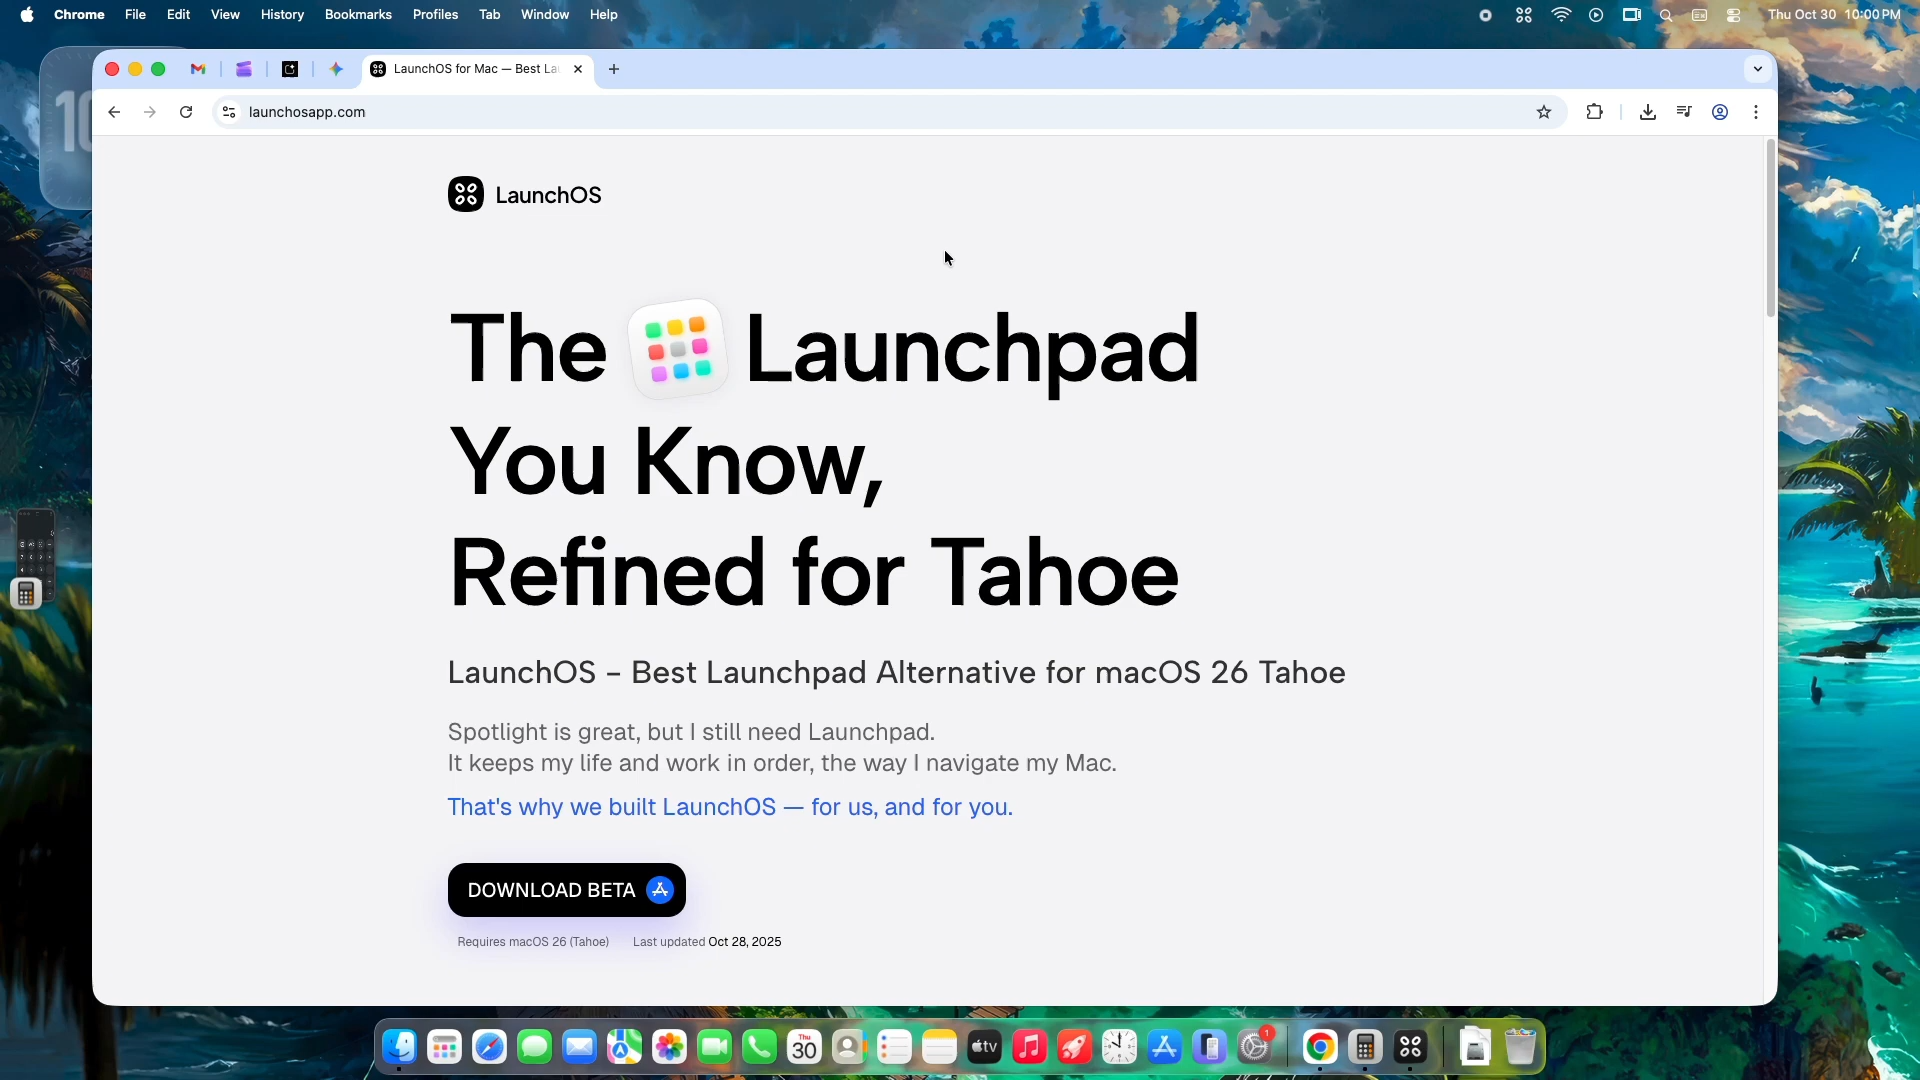 Chrome File Edit View History Bookmarks Profiles Tab Window Help Thu Oct 30 10:00 PM
LaunchOS for Mac — Best La
launchosapp.com
LaunchOS
The Launchpad
You Know,
Refined for Tahoe
LaunchOS – Best Launchpad Alternative for macOS 26 Tahoe
Spotlight is great, but I still need Launchpad.
It keeps my life and work in order, the way I navigate my Mac.
That's why we built LaunchOS — for us, and for you.
DOWNLOAD BETA
Requires macOS 26 (Tahoe) Last updated Oct 28, 2025
Thu
30
tv
1